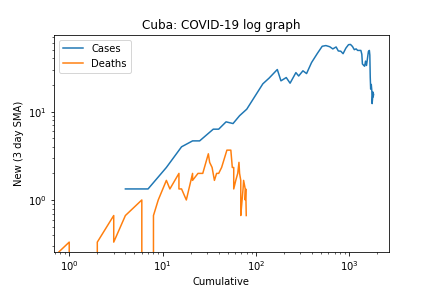 Cuba: COVID-19 log graph
Cases
Deaths
New (3 day SMA)
10¹
10⁰
10⁰ 10¹ 10² 10³
Cumulative